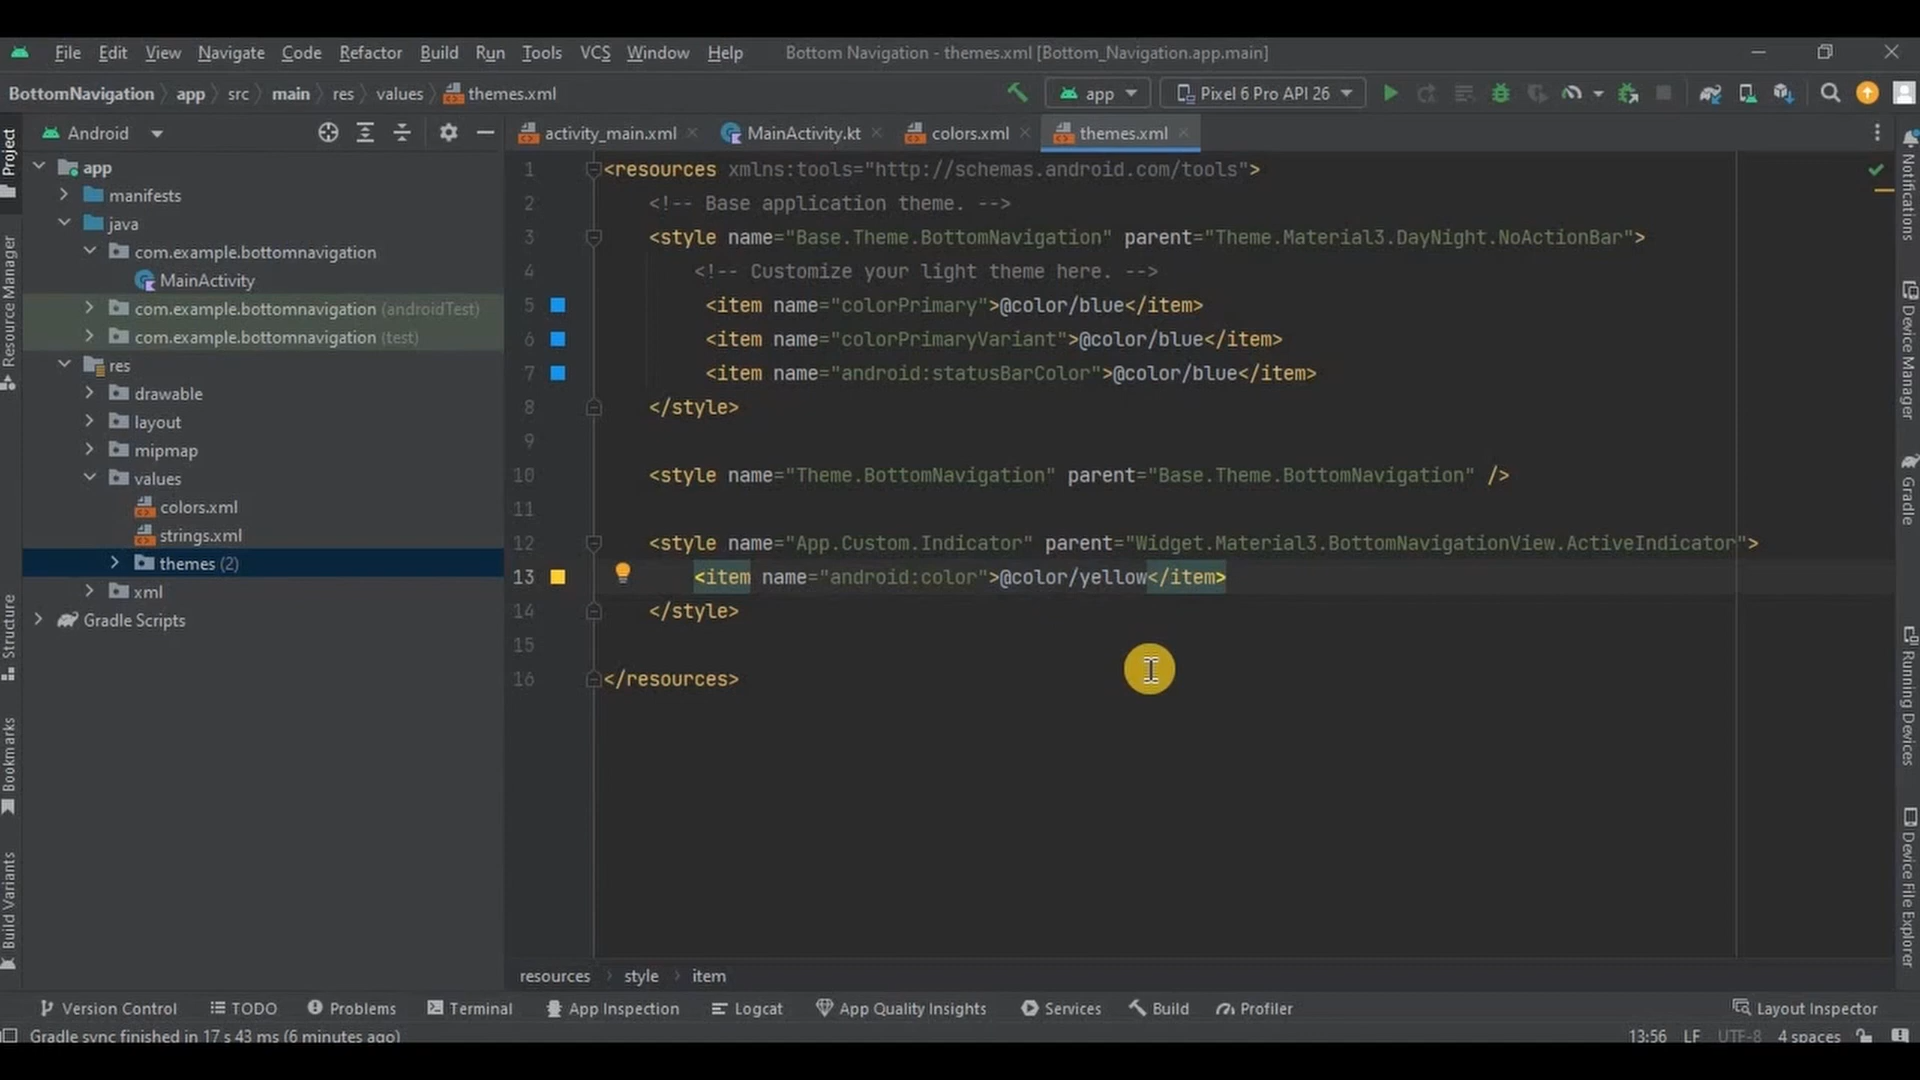 File Edit View Navigate Code Refactor Build Run Tools VCS Window Help Bottom Navigation - themes.xml [Bottom_Navigation.app.main]
BottomNavigation app src main res values themes.xml app Pixel 6 Pro API 26
Android
activity_main.xml MainActivity.kt colors.xml themes.xml
Project
Resource Manager
Structure
Bookmarks
Build Variants
app
manifests
java
com.example.bottomnavigation
MainActivity
com.example.bottomnavigation (androidTest)
com.example.bottomnavigation (test)
res
drawable
layout
mipmap
values
colors.xml
strings.xml
themes (2)
xml
Gradle Scripts
1 <resources xmlns:tools="http://schemas.android.com/tools">
2 <!-- Base application theme. -->
3 <style name="Base.Theme.BottomNavigation" parent="Theme.Material3.DayNight.NoActionBar">
4 <!-- Customize your light theme here. -->
5 <item name="colorPrimary">@color/blue</item>
6 <item name="colorPrimaryVariant">@color/blue</item>
7 <item name="android:statusBarColor">@color/blue</item>
8 </style>
9
10 <style name="Theme.BottomNavigation" parent="Base.Theme.BottomNavigation" />
11
12 <style name="App.Custom.Indicator" parent="Widget.Material3.BottomNavigationView.ActiveIndicator">
13 <item name="android:color">@color/yellow</item>
14 </style>
15
16 </resources>
Notifications
Device Manager
Gradle
Running Devices
Device File Explorer
resources style item
Version Control TODO Problems Terminal App Inspection Logcat App Quality Insights Services Build Profiler Layout Inspector
Gradle sync finished in 17 s 43 ms (6 minutes ago) 13:56 LF UTF-8 4 spaces